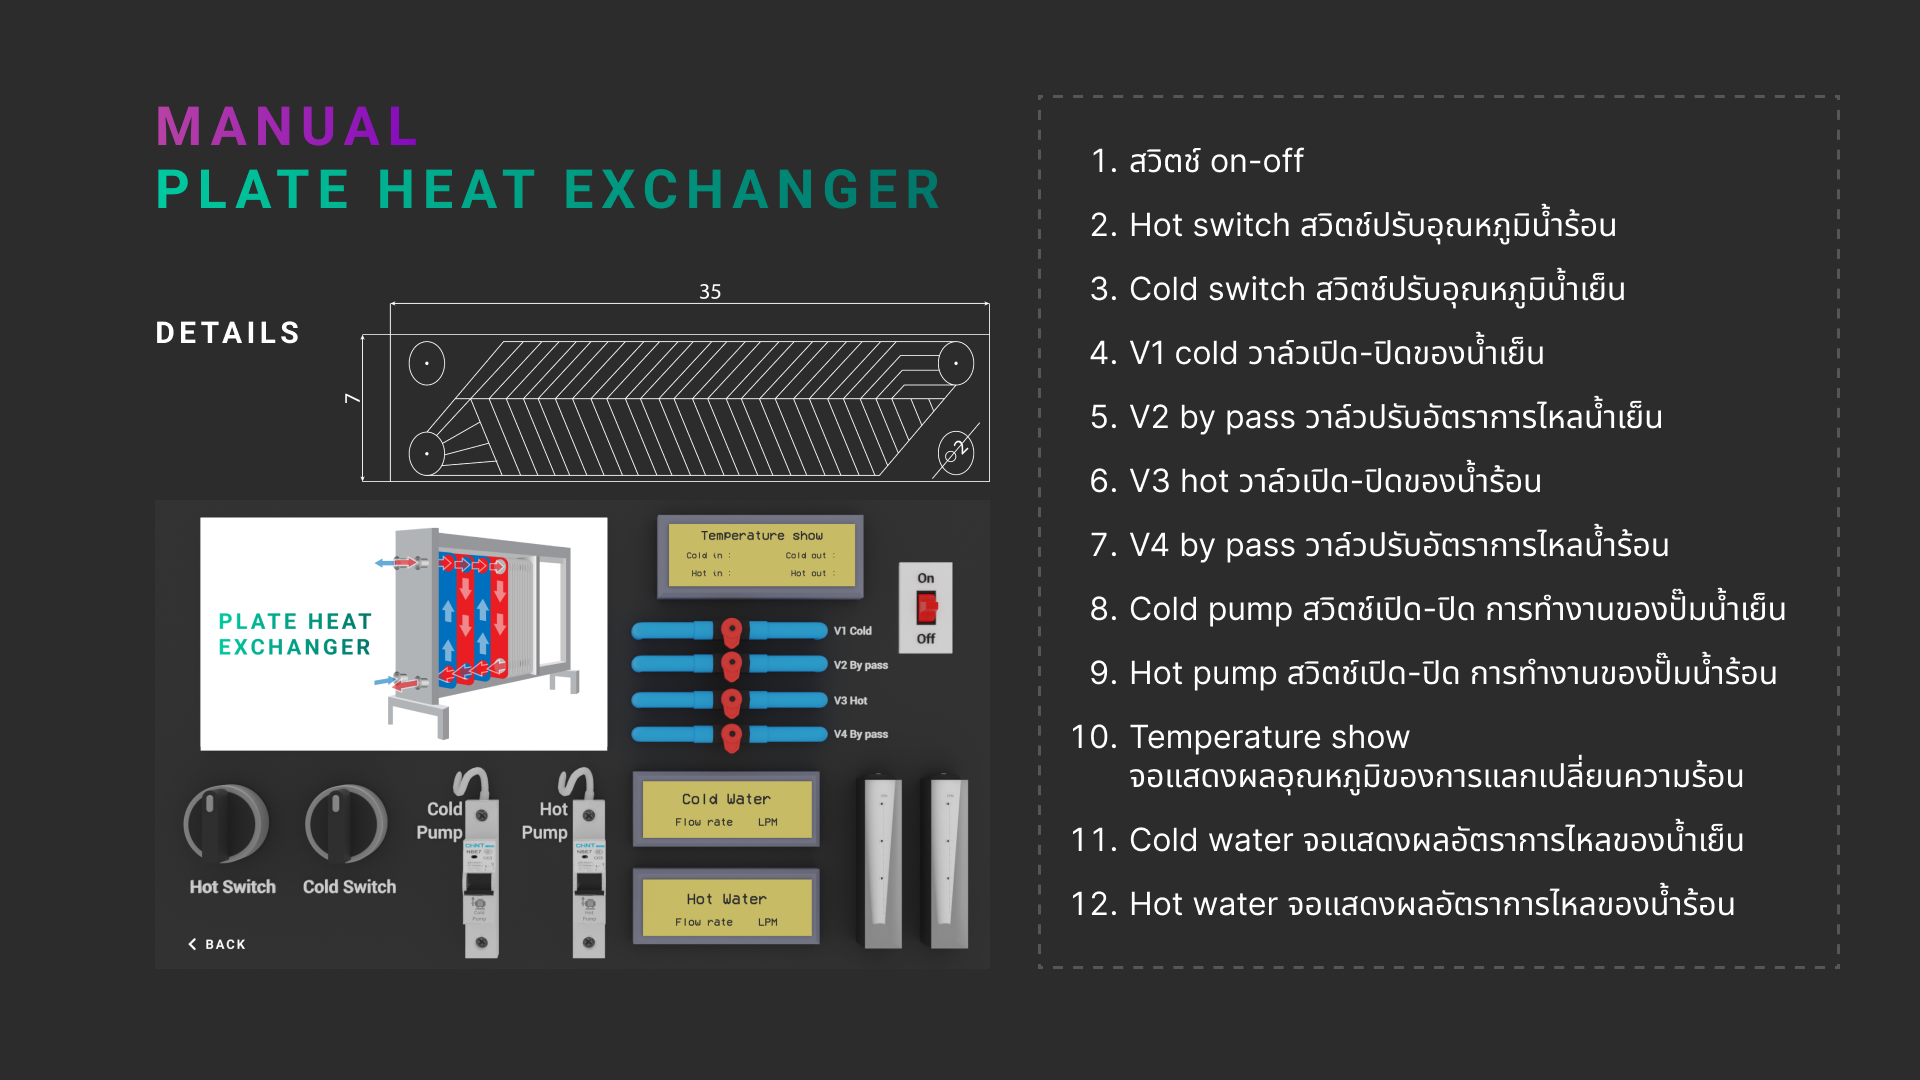 MANUAL
PLATE HEAT EXCHANGER
DETAILS
35
7
2
PLATE HEAT
EXCHANGER
Temperature show
Cold in :
Cold out :
Hot in :
Hot out :
On
Off
V1 Cold
V2 By pass
V3 Hot
V4 By pass
Hot Switch
Cold Switch
Cold
Pump
Hot
Pump
CHNT
NBE7
Cold
Pump
CHNT
NBE7
Hot
Pump
Cold Water
Flow rate LPM
Hot Water
Flow rate LPM
BACK
1. สวิตช์ on-off
2. Hot switch สวิตช์ปรับอุณหภูมิน้ำร้อน
3. Cold switch สวิตช์ปรับอุณหภูมิน้ำเย็น
4. V1 cold วาล์วเปิด-ปิดของน้ำเย็น
5. V2 by pass วาล์วปรับอัตราการไหลน้ำเย็น
6. V3 hot วาล์วเปิด-ปิดของน้ำร้อน
7. V4 by pass วาล์วปรับอัตราการไหลน้ำร้อน
8. Cold pump สวิตช์เปิด-ปิด การทำงานของปั๊มน้ำเย็น
9. Hot pump สวิตช์เปิด-ปิด การทำงานของปั๊มน้ำร้อน
10. Temperature show
จอแสดงผลอุณหภูมิของการแลกเปลี่ยนความร้อน
11. Cold water จอแสดงผลอัตราการไหลของน้ำเย็น
12. Hot water จอแสดงผลอัตราการไหลของน้ำร้อน